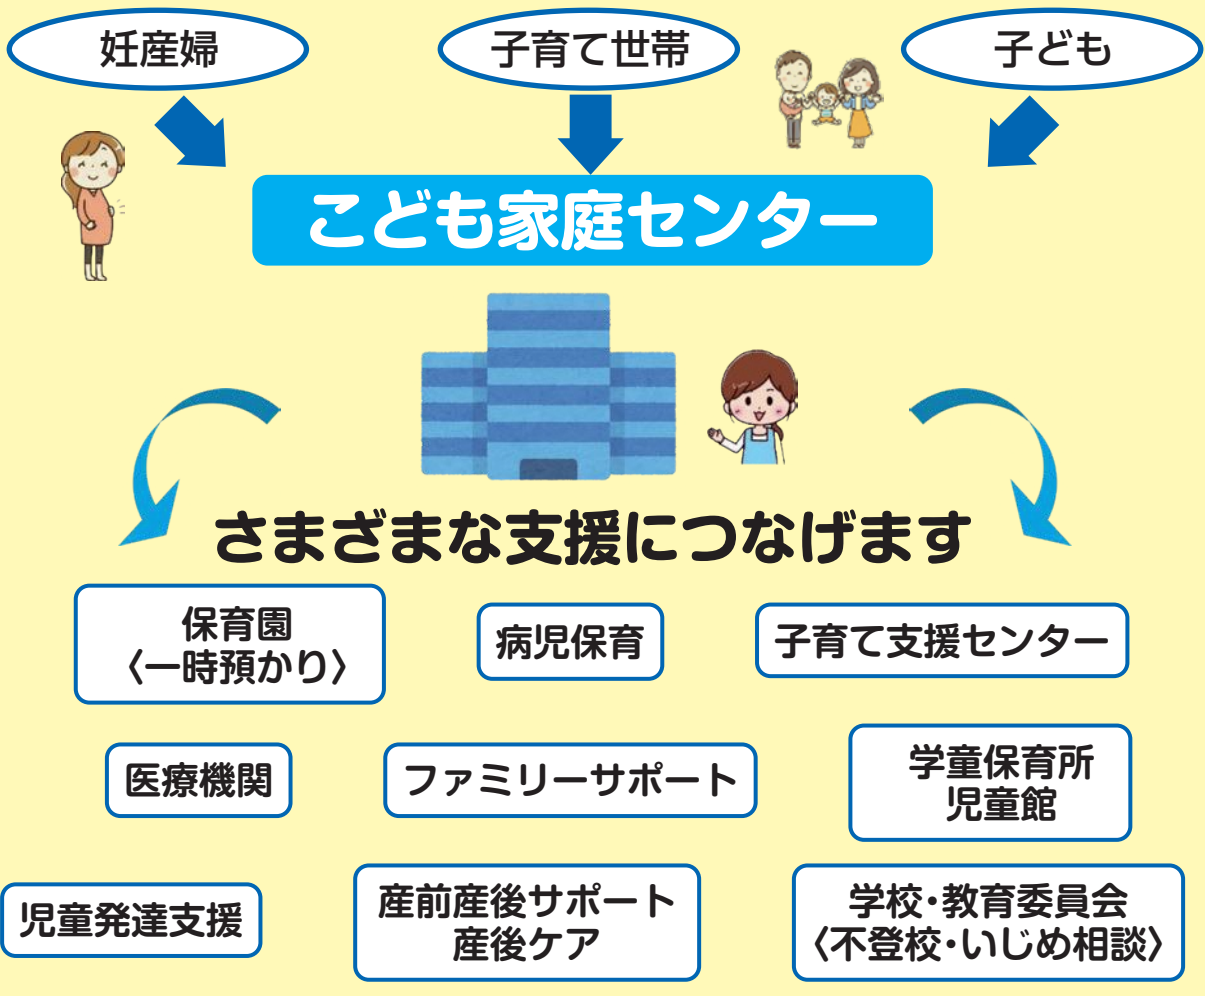 妊産婦
子育て世帯
子ども
こども家庭センター
さまざまな支援につなげます
保育園
〈一時預かり〉
病児保育
子育て支援センター
医療機関
ファミリーサポート
学童保育所
児童館
児童発達支援
産前産後サポート
産後ケア
学校・教育委員会
〈不登校・いじめ相談〉